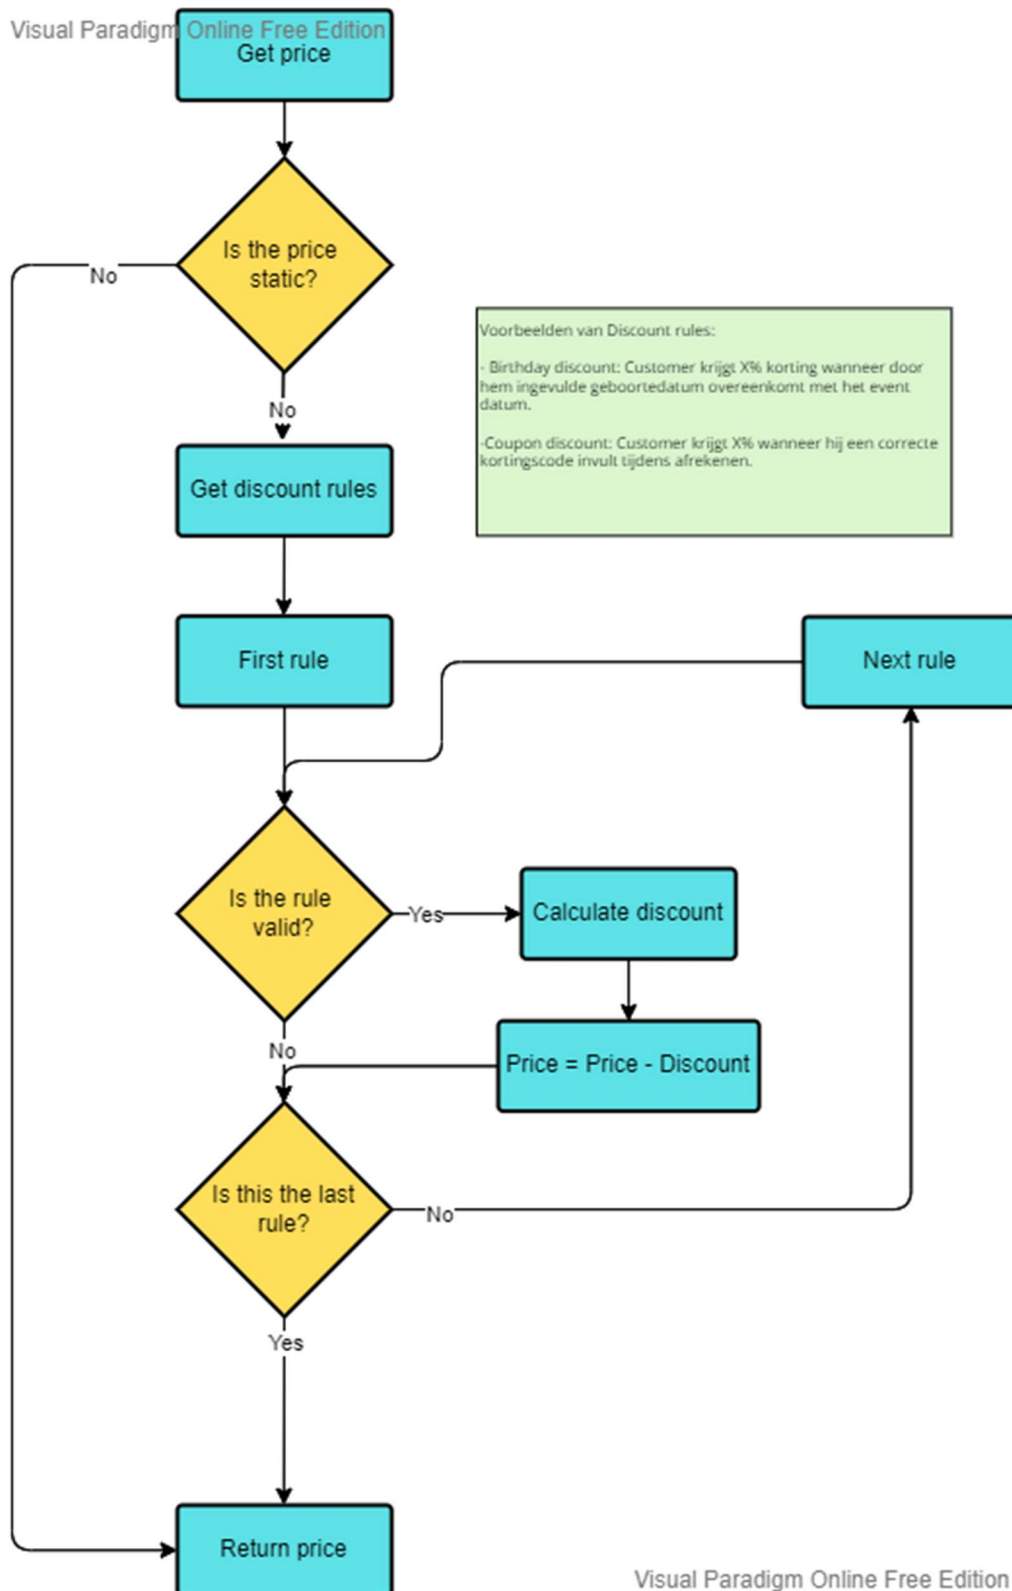 Visual Paradigm Online Free Edition
Get price
Is the price
static?
No
No
Voorbeelden van Discount rules:
- Birthday discount: Customer krijgt X% korting wanneer door
hem ingevulde geboortedatum overeenkomt met het event
datum.
-Coupon discount: Customer krijgt X% wanneer hij een correcte
kortingscode invult tijdens afrekenen.
Get discount rules
First rule
Next rule
Is the rule
valid?
Yes
Calculate discount
No
Price = Price - Discount
Is this the last
rule?
No
Yes
Return price
Visual Paradigm Online Free Edition